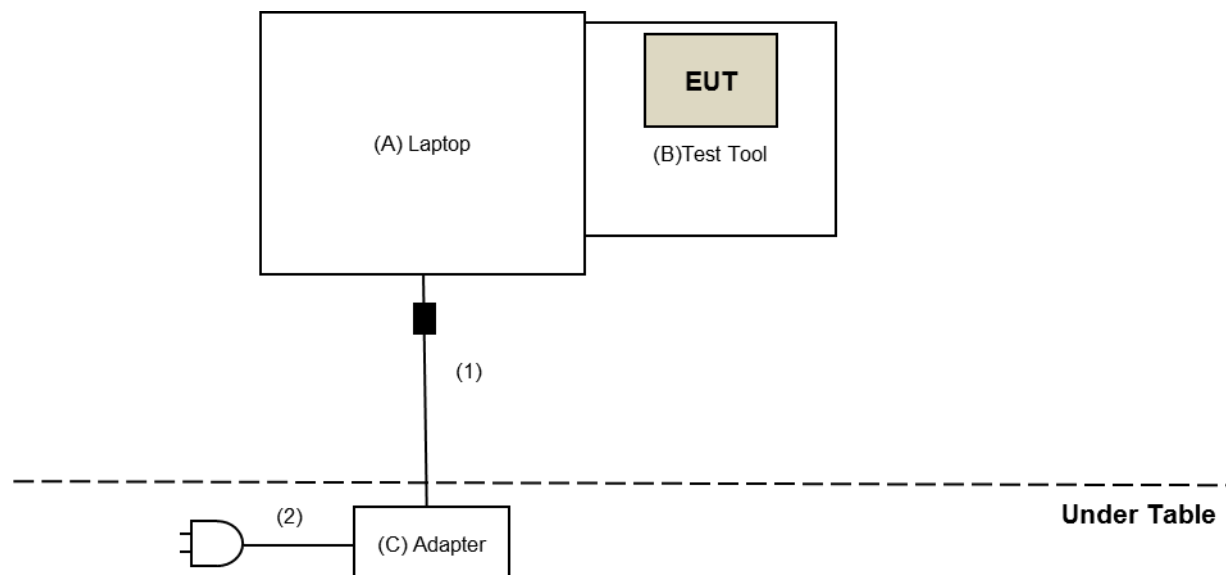 EUT
(A) Laptop
(B)Test Tool
(1)
Under Table
(2)
(C) Adapter